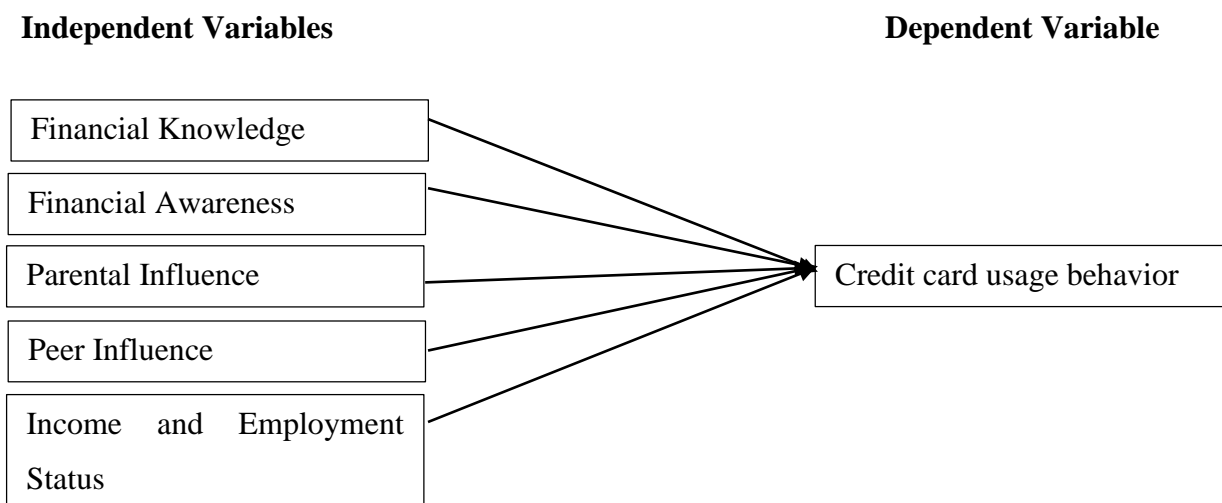 Independent Variables
Dependent Variable
Financial Knowledge
Financial Awareness
Parental Influence
Credit card usage behavior
Peer Influence
Income and Employment
Status